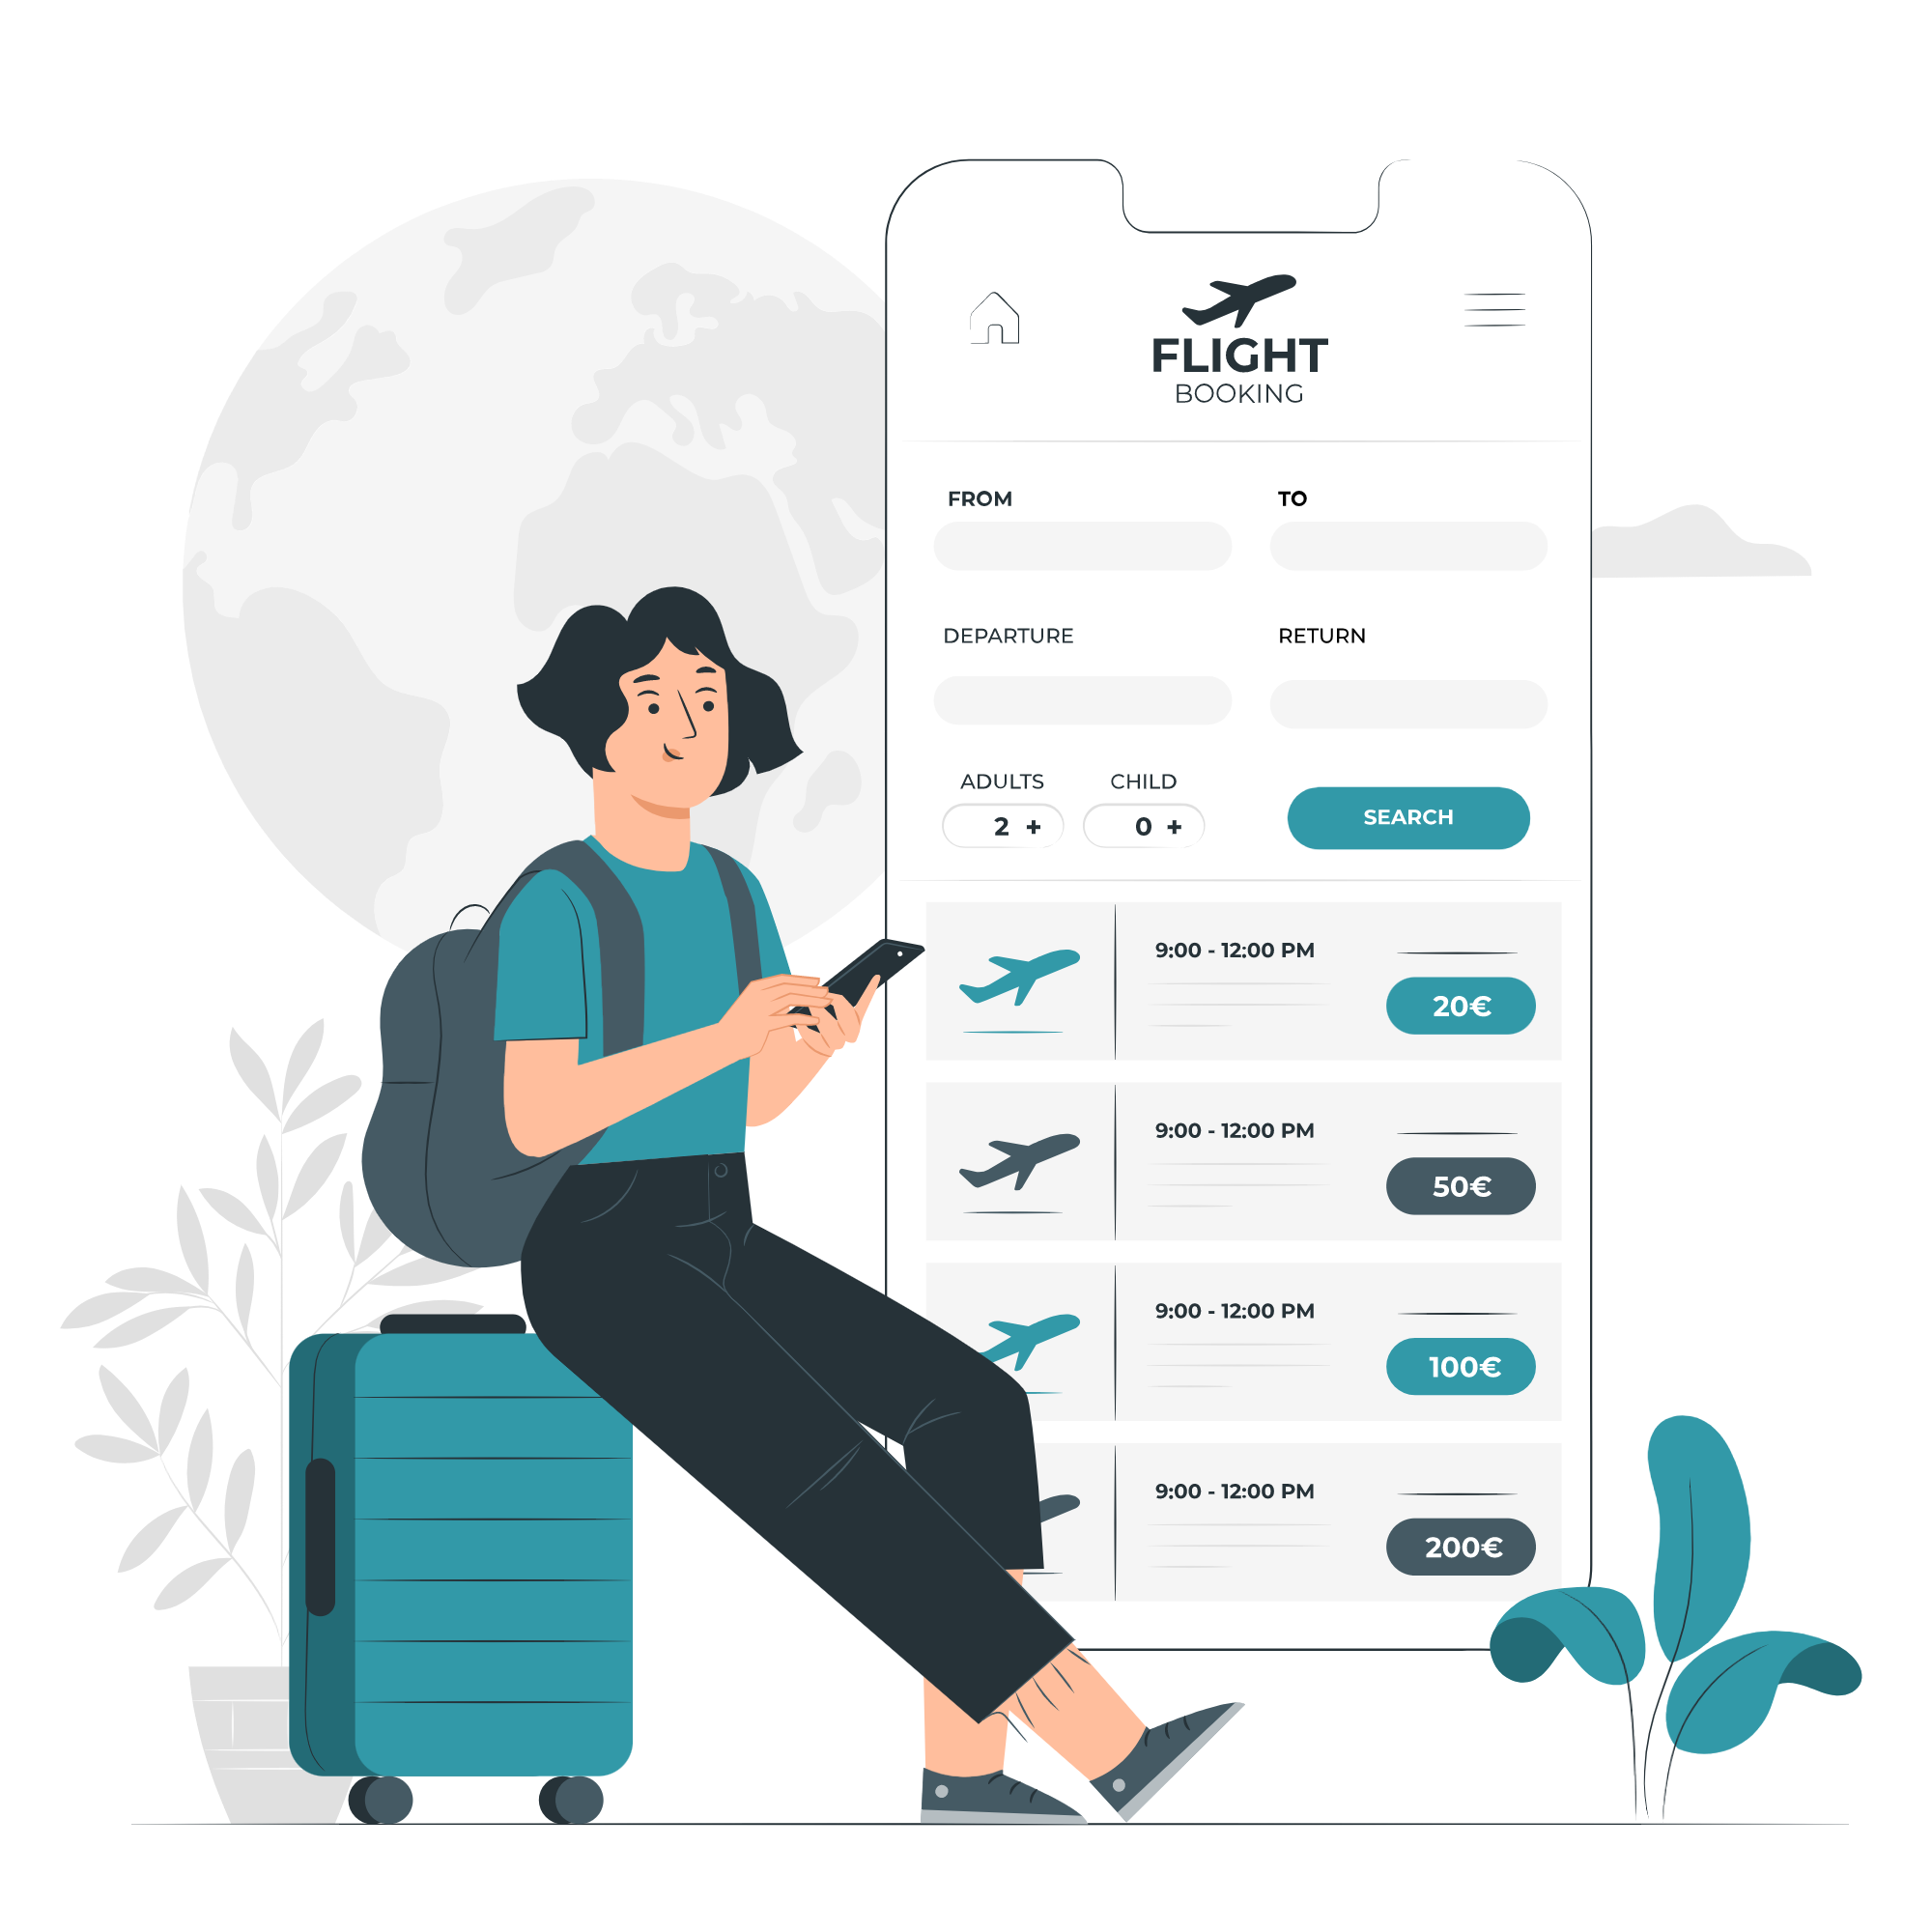 FLIGHT
BOOKING
FROM
TO
DEPARTURE
RETURN
ADULTS
CHILD
2 +
0 +
SEARCH
9:00 - 12:00 PM
20€
9:00 - 12:00 PM
50€
9:00 - 12:00 PM
100€
9:00 - 12:00 PM
200€